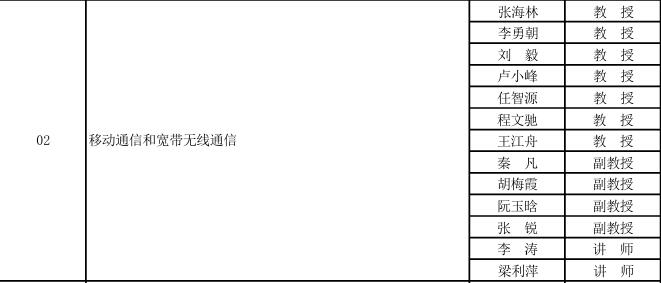 张海林 教 授
李勇朝 教 授
刘 毅 教 授
卢小峰 教 授
任智源 教 授
程文驰 教 授
02 移动通信和宽带无线通信 王江舟 教 授
秦 凡 副教授
胡梅霞 副教授
阮玉晗 副教授
张 锐 副教授
李 涛 讲 师
梁利萍 讲 师